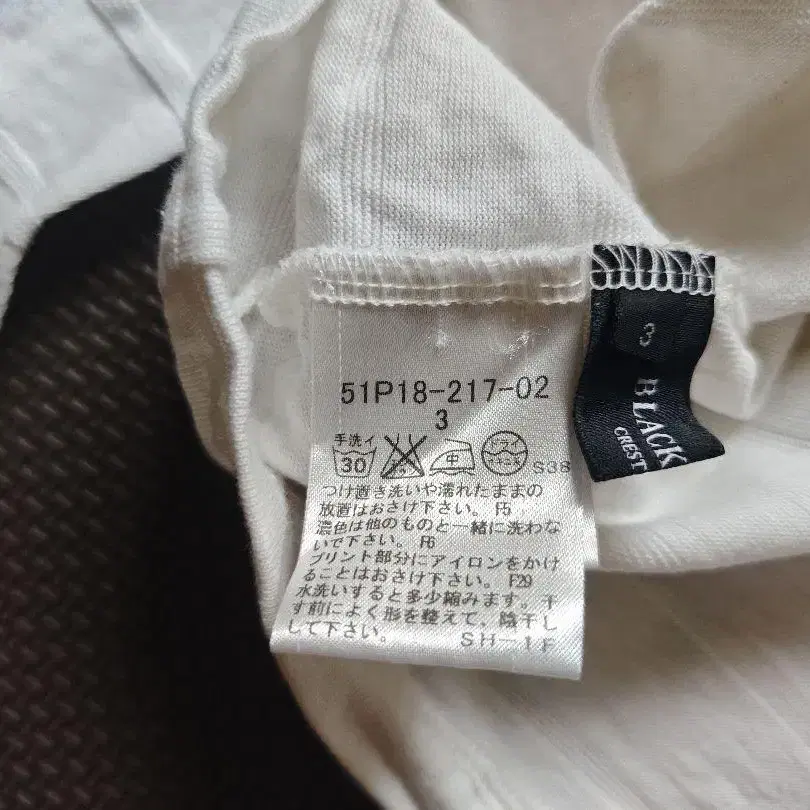 51P18-217-02
3
手洗イ
30
中
ドライ
S38
つけ置き洗いや濡れたままの
放置はおさけ下さい。 F5
濃色は他のものと一緒に洗わな
いで下さい。 F6
プリント部分にアイロンをかけ
ることはおさけ下さい。 F29
水洗いすると多少縮みます。干
す前によく形を整えて、陰干し
して下さい。 SH-1F
3
BLACK
CREST